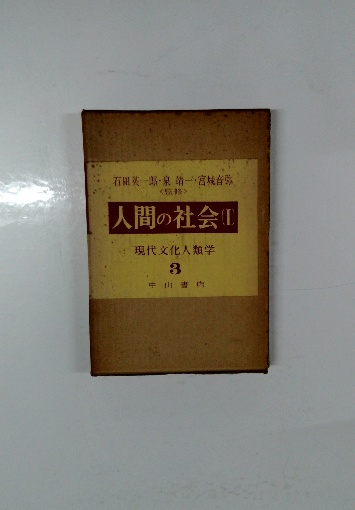 石田英一郎・泉 靖一・宮城音弥
<監修>
人間の社会〔I〕
現代文化人類学
3
中山書店